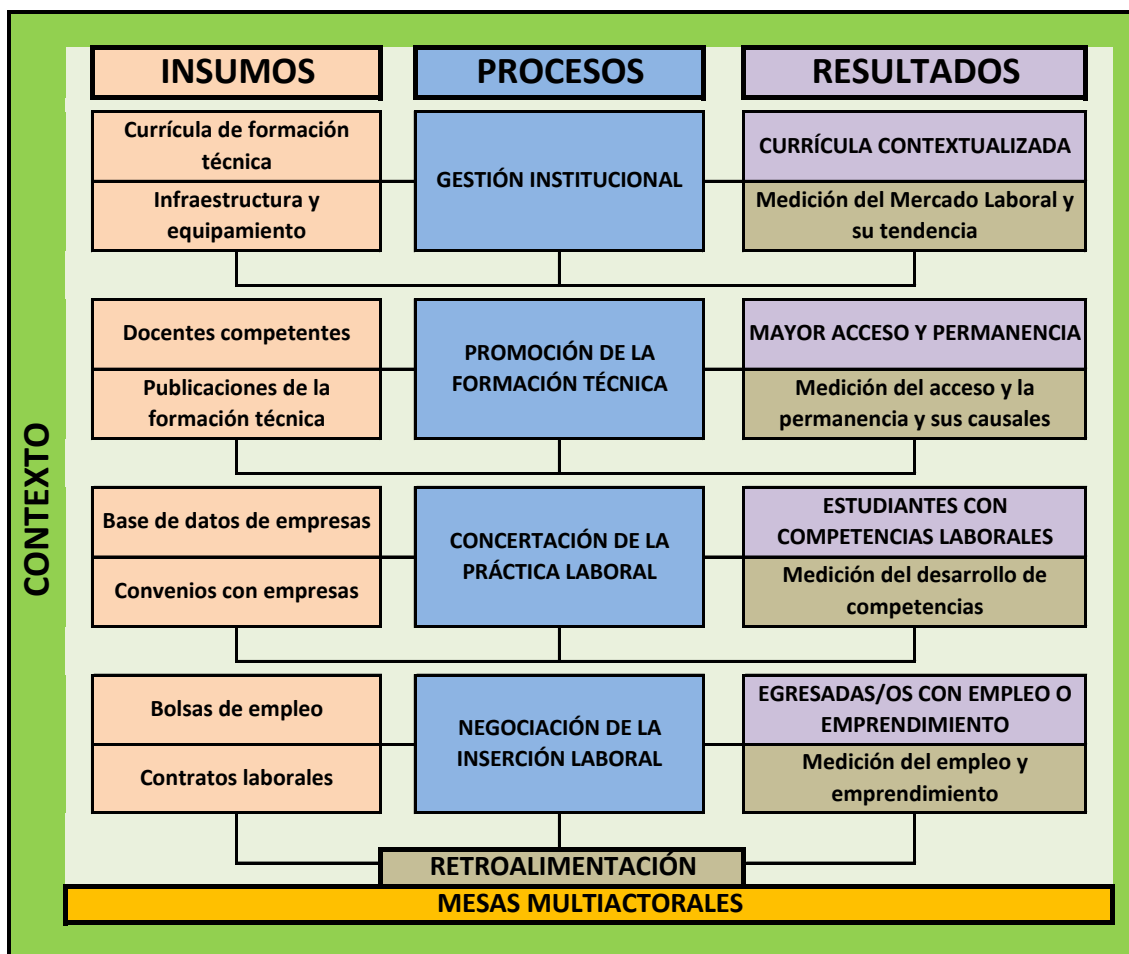 CONTEXTO
INSUMOS
PROCESOS
RESULTADOS
Currícula de formación
técnica
Infraestructura y
equipamiento
GESTIÓN INSTITUCIONAL
CURRÍCULA CONTEXTUALIZADA
Medición del Mercado Laboral y
su tendencia
Docentes competentes
Publicaciones de la
formación técnica
PROMOCIÓN DE LA
FORMACIÓN TÉCNICA
MAYOR ACCESO Y PERMANENCIA
Medición del acceso y la
permanencia y sus causales
Base de datos de empresas
Convenios con empresas
CONCERTACIÓN DE LA
PRÁCTICA LABORAL
ESTUDIANTES CON
COMPETENCIAS LABORALES
Medición del desarrollo de
competencias
Bolsas de empleo
Contratos laborales
NEGOCIACIÓN DE LA
INSERCIÓN LABORAL
EGRESADAS/OS CON EMPLEO O
EMPRENDIMIENTO
Medición del empleo y
emprendimiento
RETROALIMENTACIÓN
MESAS MULTIACTORALES